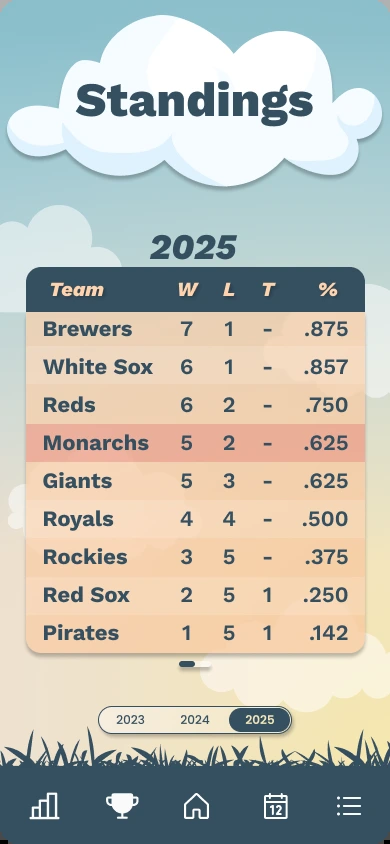 Standings
2025
Team W L T %
Brewers 7 1 - .875
White Sox 6 1 - .857
Reds 6 2 - .750
Monarchs 5 2 - .625
Giants 5 3 - .625
Royals 4 4 - .500
Rockies 3 5 - .375
Red Sox 2 5 1 .250
Pirates 1 5 1 .142
2023 2024 2025
12